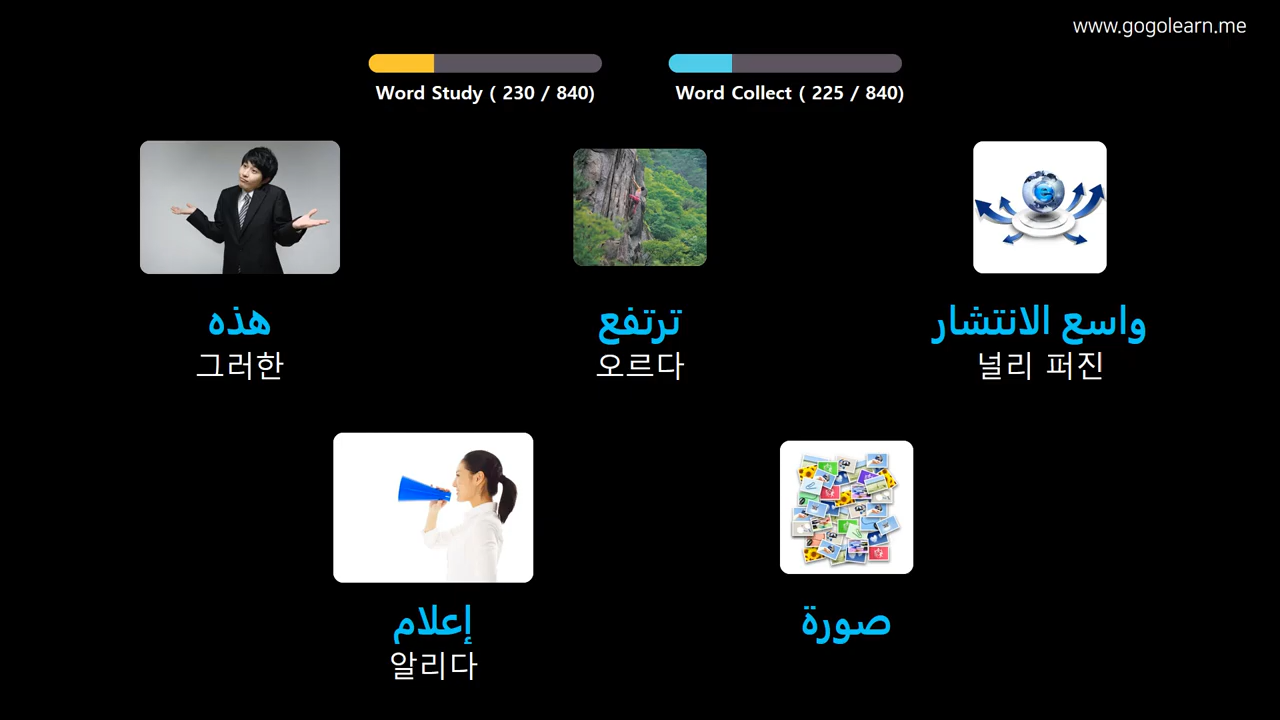 www.gogolearn.me
Word Study ( 230 / 840)
Word Collect ( 225 / 840)
هذه
그러한
ترتفع
오르다
واسع الانتشار
널리 퍼진
إعلام
알리다
صورة